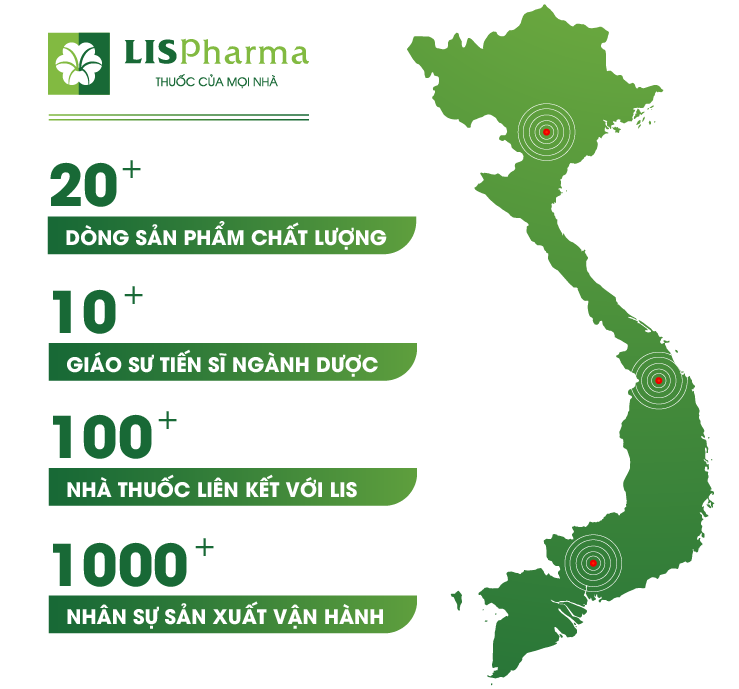 LISPharma
THUỐC CỦA MỌI NHÀ
20+
DÒNG SẢN PHẨM CHẤT LƯỢNG
10+
GIÁO SƯ TIẾN SĨ NGÀNH DƯỢC
100+
NHÀ THUỐC LIÊN KẾT VỚI LIS
1000+
NHÂN SỰ SẢN XUẤT VẬN HÀNH